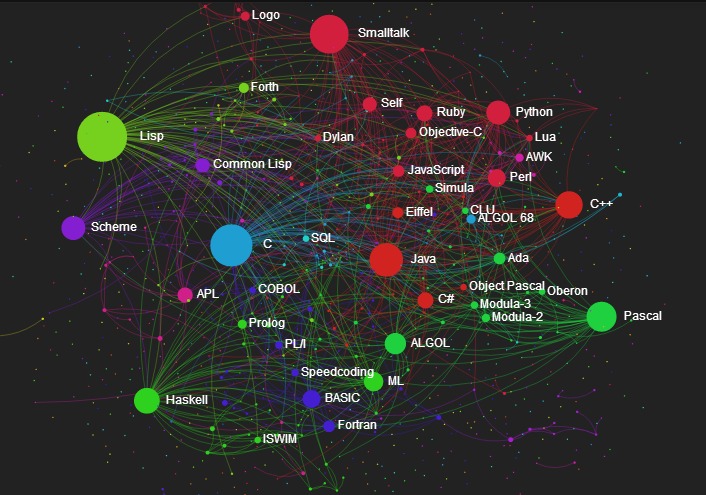 Logo
Smalltalk
Forth
Self
Ruby
Python
Lisp
Dylan
Objective-C
Lua
Common Lisp
AWK
JavaScript
Perl
Simula
C++
Eiffel
CLU
ALGOL 68
Scheme
C
SQL
Java
Ada
APL
COBOL
Object Pascal
Oberon
C#
Modula-3
Modula-2
Pascal
Prolog
PL/I
ALGOL
Speedcoding
ML
Haskell
BASIC
Fortran
ISWIM